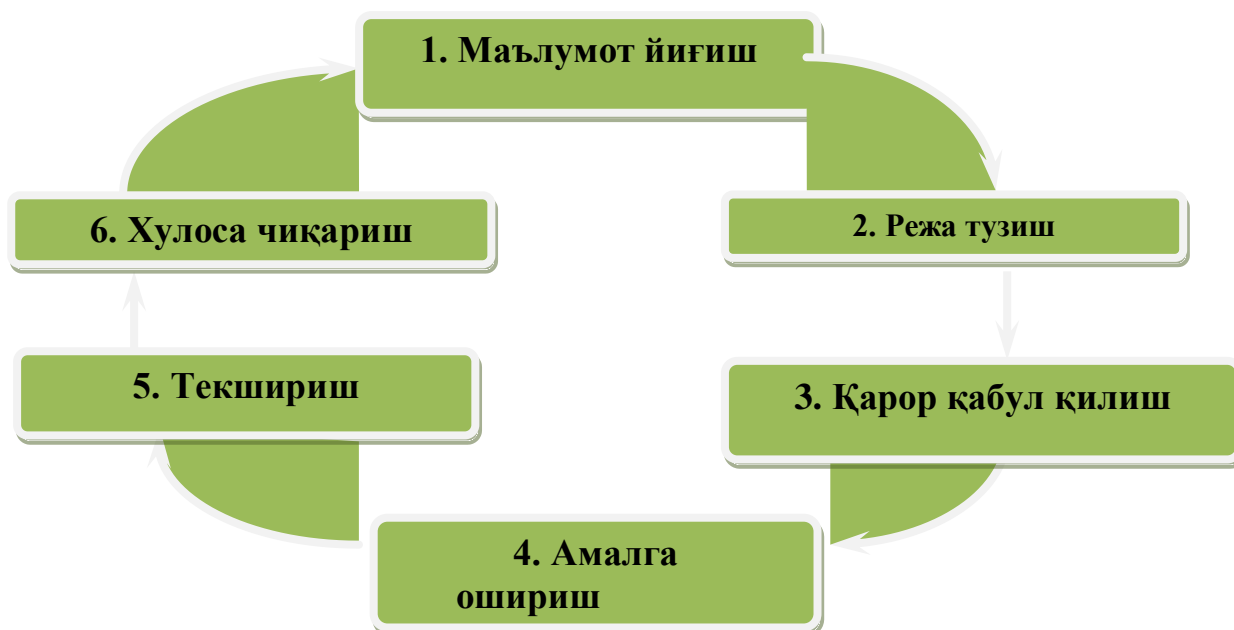 1. Маълумот йиғиш
2. Режа тузиш
3. Қарор қабул қилиш
4. Амалга
ошириш
5. Текшириш
6. Хулоса чиқариш